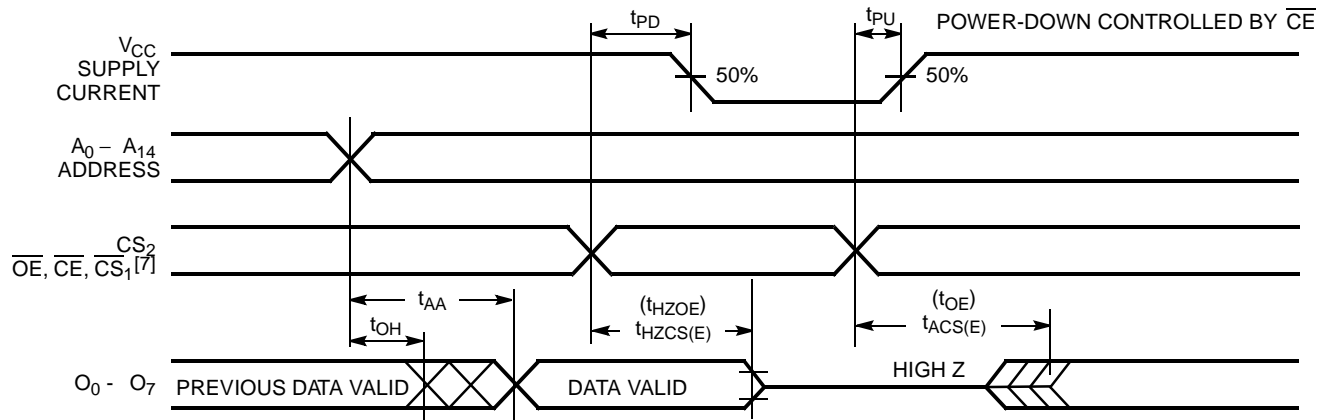 tPD
tPU
POWER-DOWN CONTROLLED BY CE
VCC
SUPPLY
CURRENT
50%
50%
A0 – A14
ADDRESS
CS2
OE, CE, CS1[7]
tAA
(tHZOE)
tHZCS(E)
(tOE)
tACS(E)
tOH
O0 - O7
PREVIOUS DATA VALID
DATA VALID
HIGH Z